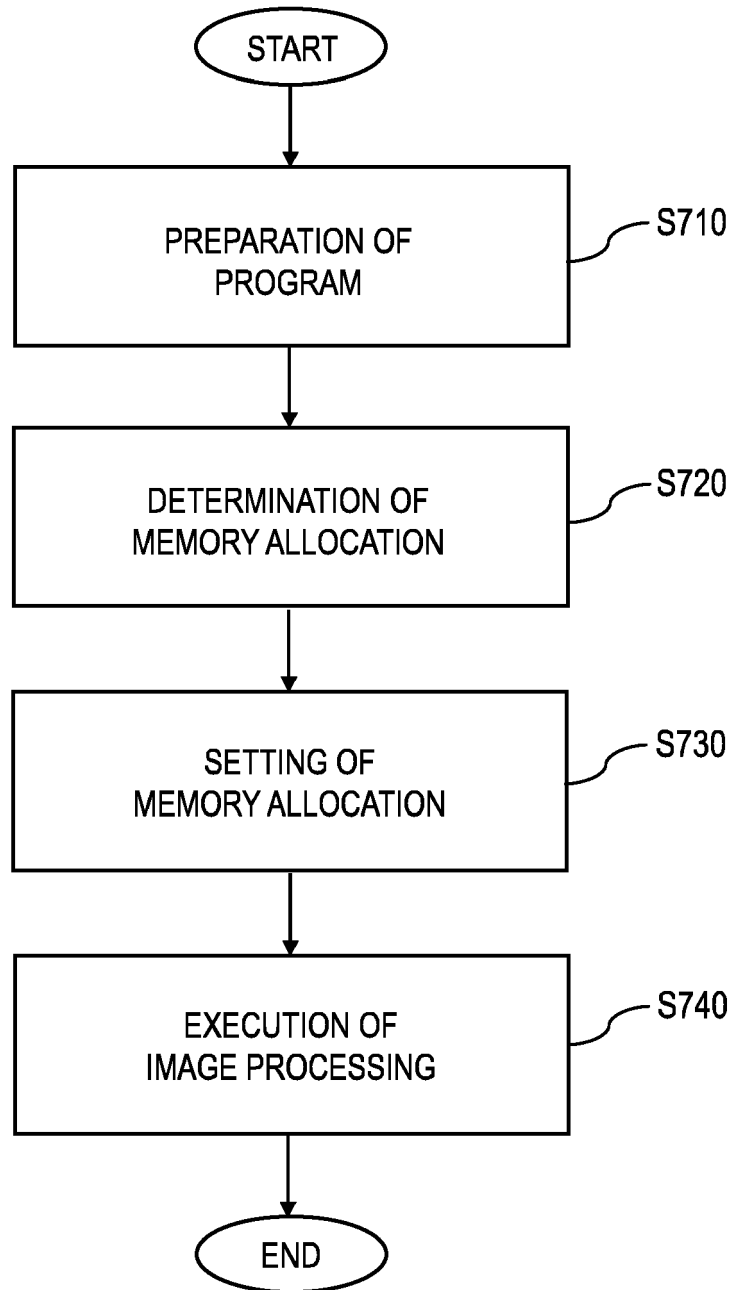 START
PREPARATION OF
PROGRAM
S710
DETERMINATION OF
MEMORY ALLOCATION
S720
SETTING OF
MEMORY ALLOCATION
S730
EXECUTION OF
IMAGE PROCESSING
S740
END